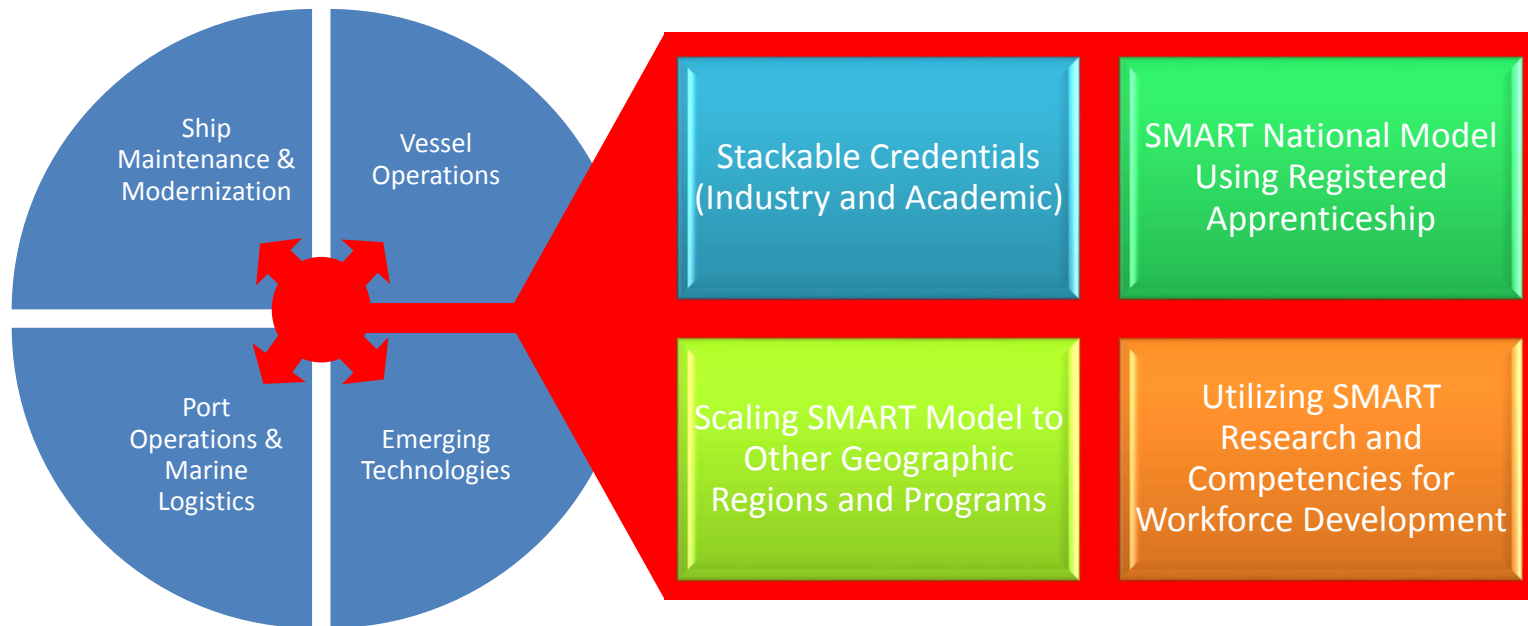 Ship
Maintenance &
Modernization
Vessel
Operations
Port
Operations &
Marine
Logistics
Emerging
Technologies
Stackable Credentials
(Industry and Academic)
SMART National Model
Using Registered
Apprenticeship
Scaling SMART Model to
Other Geographic
Regions and Programs
Utilizing SMART
Research and
Competencies for
Workforce Development